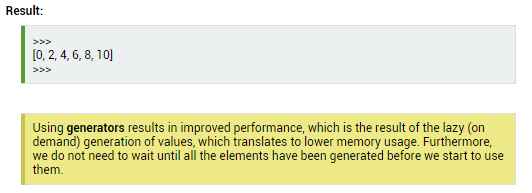 Result:
>>>
[0, 2, 4, 6, 8, 10]
>>>
Using generators results in improved performance, which is the result of the lazy (on
demand) generation of values, which translates to lower memory usage. Furthermore,
we do not need to wait until all the elements have been generated before we start to use
them.